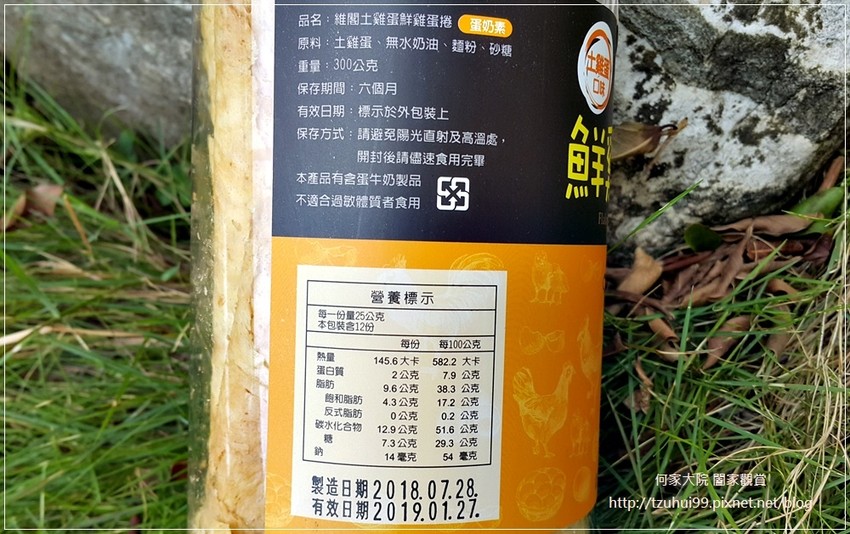 品名：維閣土雞蛋鮮雞蛋捲 蛋奶素
原料：土雞蛋、無水奶油、麵粉、砂糖
重量：300公克
保存期間：六個月
有效日期：標示於外包裝上
保存方式：請避免陽光直射及高溫處，
開封後請儘速食用完畢
本產品有含蛋牛奶製品
不適合過敏體質者食用
土雞蛋
口味
鮮
營養標示
每一份量25公克
本包裝含12份
每份 每100公克
熱量 145.6 大卡 582.2 大卡
蛋白質 2 公克 7.9 公克
脂肪 9.6 公克 38.3 公克
飽和脂肪 4.3 公克 17.2 公克
反式脂肪 0 公克 0.2 公克
碳水化合物 12.9 公克 51.6 公克
糖 7.3 公克 29.3 公克
鈉 14 毫克 54 毫克
製造日期2018.07.28.
有效日期2019.01.27.
何家大院 闔家觀賞
http://tzuhui99.pixnet.net/blog